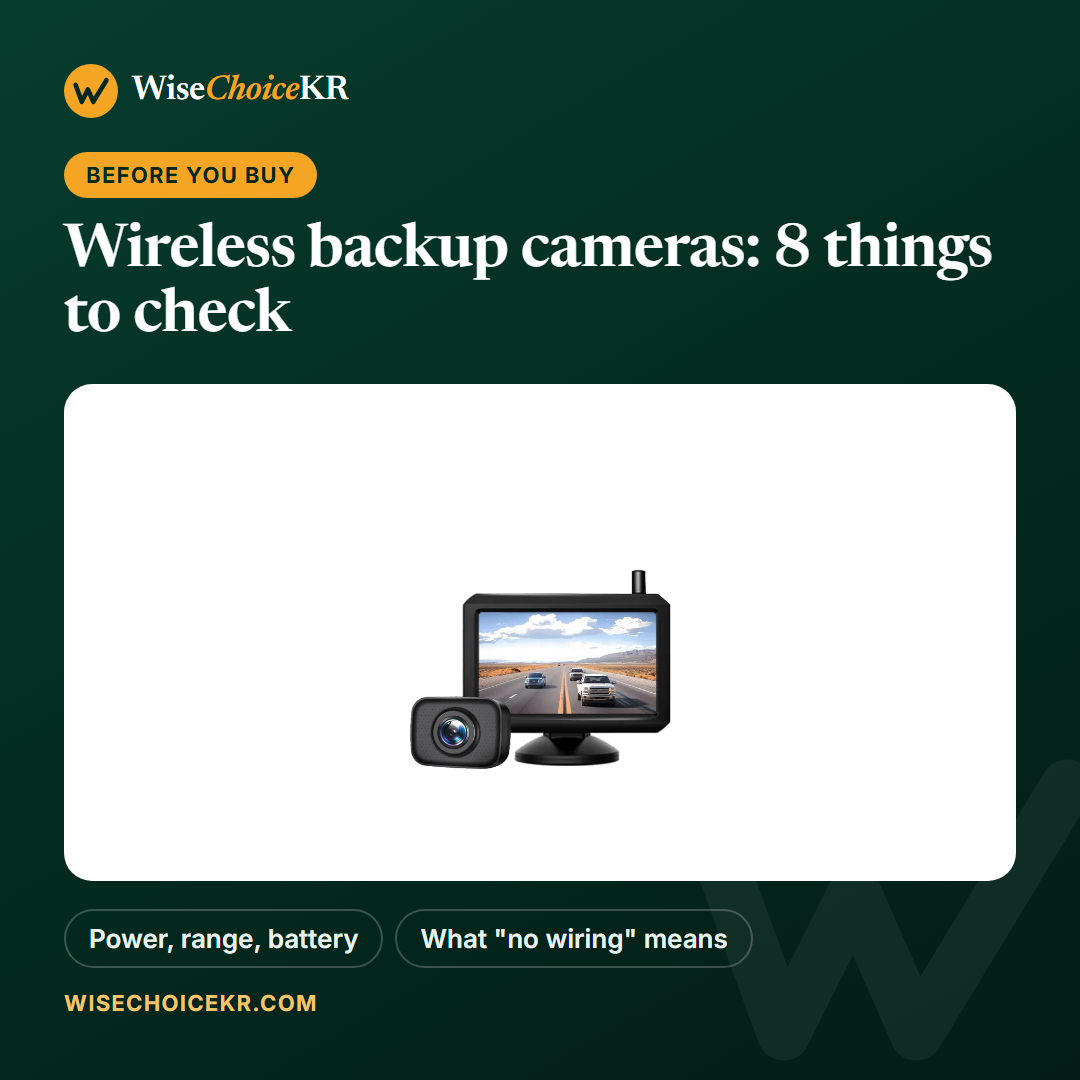 WiseChoiceKR
BEFORE YOU BUY
Wireless backup cameras: 8 things
to check
Power, range, battery
What "no wiring" means
WISECHOICEKR.COM